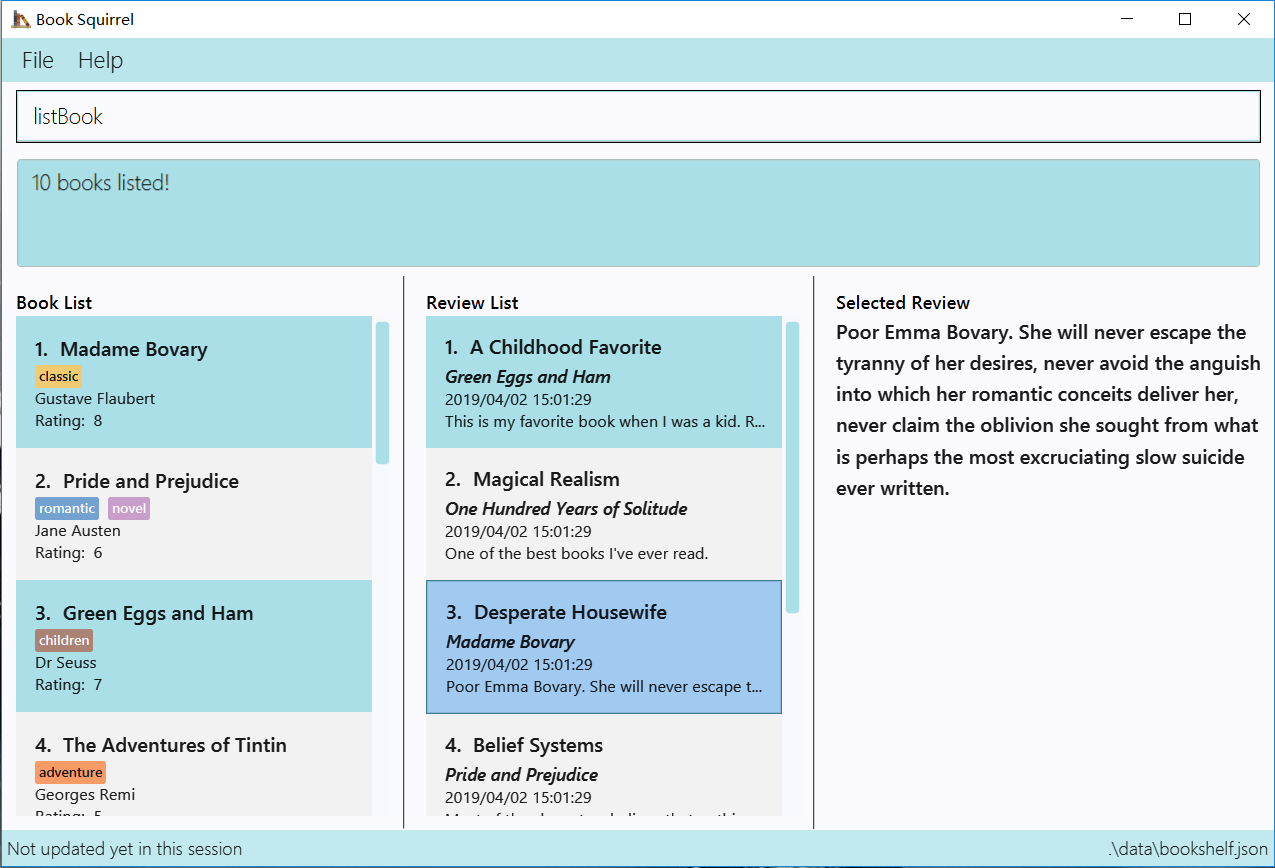 Book Squirrel
File Help
listBook
10 books listed!
Book List
1. Madame Bovary
classic
Gustave Flaubert
Rating: 8
2. Pride and Prejudice
romantic novel
Jane Austen
Rating: 6
3. Green Eggs and Ham
children
Dr Seuss
Rating: 7
4. The Adventures of Tintin
adventure
Georges Remi
Rating: 5
Review List
1. A Childhood Favorite
Green Eggs and Ham
2019/04/02 15:01:29
This is my favorite book when I was a kid. R...
2. Magical Realism
One Hundred Years of Solitude
2019/04/02 15:01:29
One of the best books I've ever read.
3. Desperate Housewife
Madame Bovary
2019/04/02 15:01:29
Poor Emma Bovary. She will never escape t...
4. Belief Systems
Pride and Prejudice
2019/04/02 15:01:29
Selected Review
Poor Emma Bovary. She will never escape the
tyranny of her desires, never avoid the anguish
into which her romantic conceits deliver her,
never claim the oblivion she sought from what
is perhaps the most excruciating slow suicide
ever written.
Not updated yet in this session
.\data\bookshelf.json